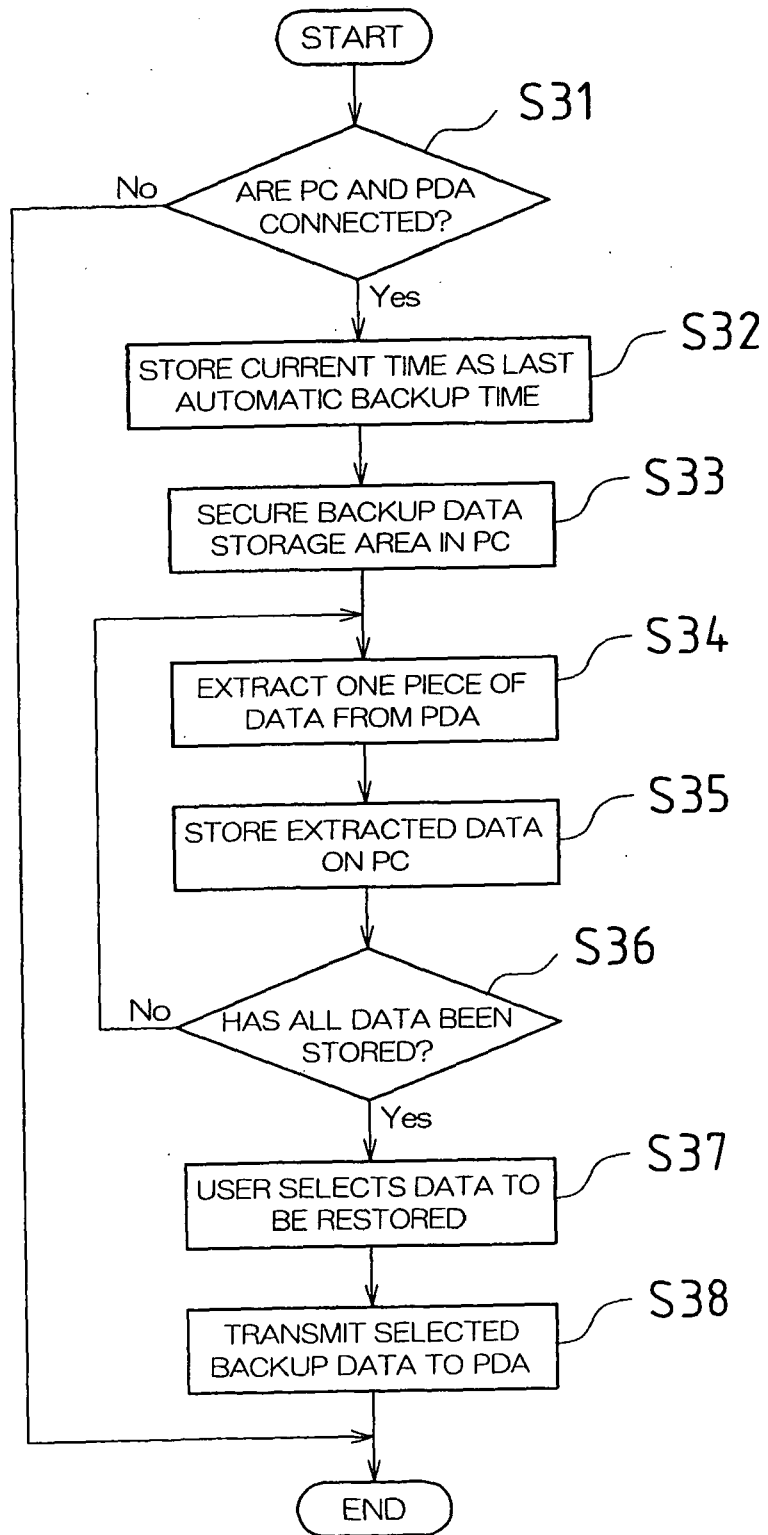 START
S31
No
ARE PC AND PDA
CONNECTED?
Yes
S32
STORE CURRENT TIME AS LAST
AUTOMATIC BACKUP TIME
S33
SECURE BACKUP DATA
STORAGE AREA IN PC
S34
EXTRACT ONE PIECE OF
DATA FROM PDA
S35
STORE EXTRACTED DATA
ON PC
S36
No
HAS ALL DATA BEEN
STORED?
Yes
S37
USER SELECTS DATA TO
BE RESTORED
S38
TRANSMIT SELECTED
BACKUP DATA TO PDA
END